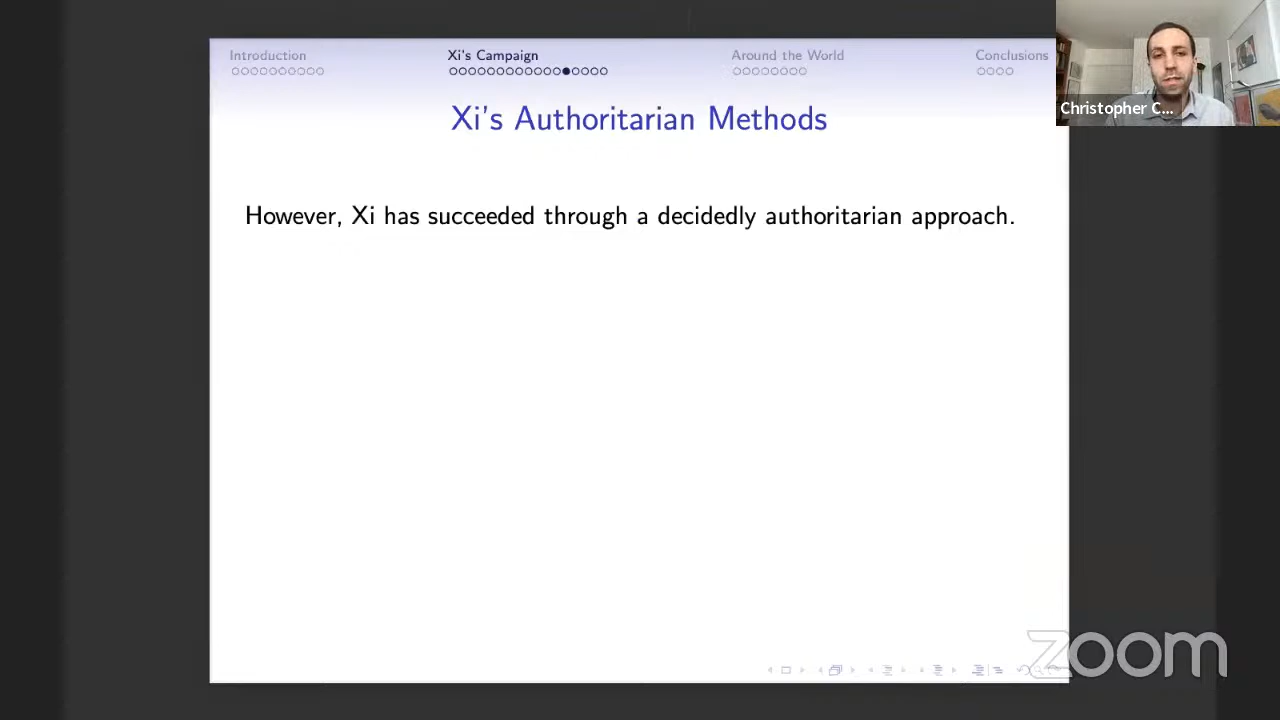 Introduction
Xi's Campaign
Around the World
Conclusions
Christopher C...
Xi's Authoritarian Methods
However, Xi has succeeded through a decidedly authoritarian approach.
zoom